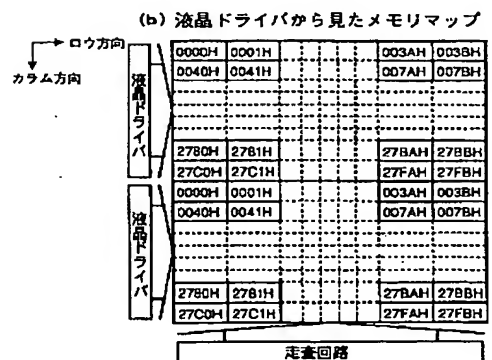 (b) 液晶ドライバから見たメモリマップ
ロウ方向
カラム方向
液晶ドライバ
0000H 0001H 003AH 003BH
0040H 0041H 007AH 007BH
2780H 2781H 27BAH 27BBH
27C0H 27C1H 27FAH 27FBH
液晶ドライバ
0000H 0001H 003AH 003BH
0040H 0041H 007AH 007BH
2780H 2781H 27BAH 27BBH
27C0H 27C1H 27FAH 27FBH
走査回路